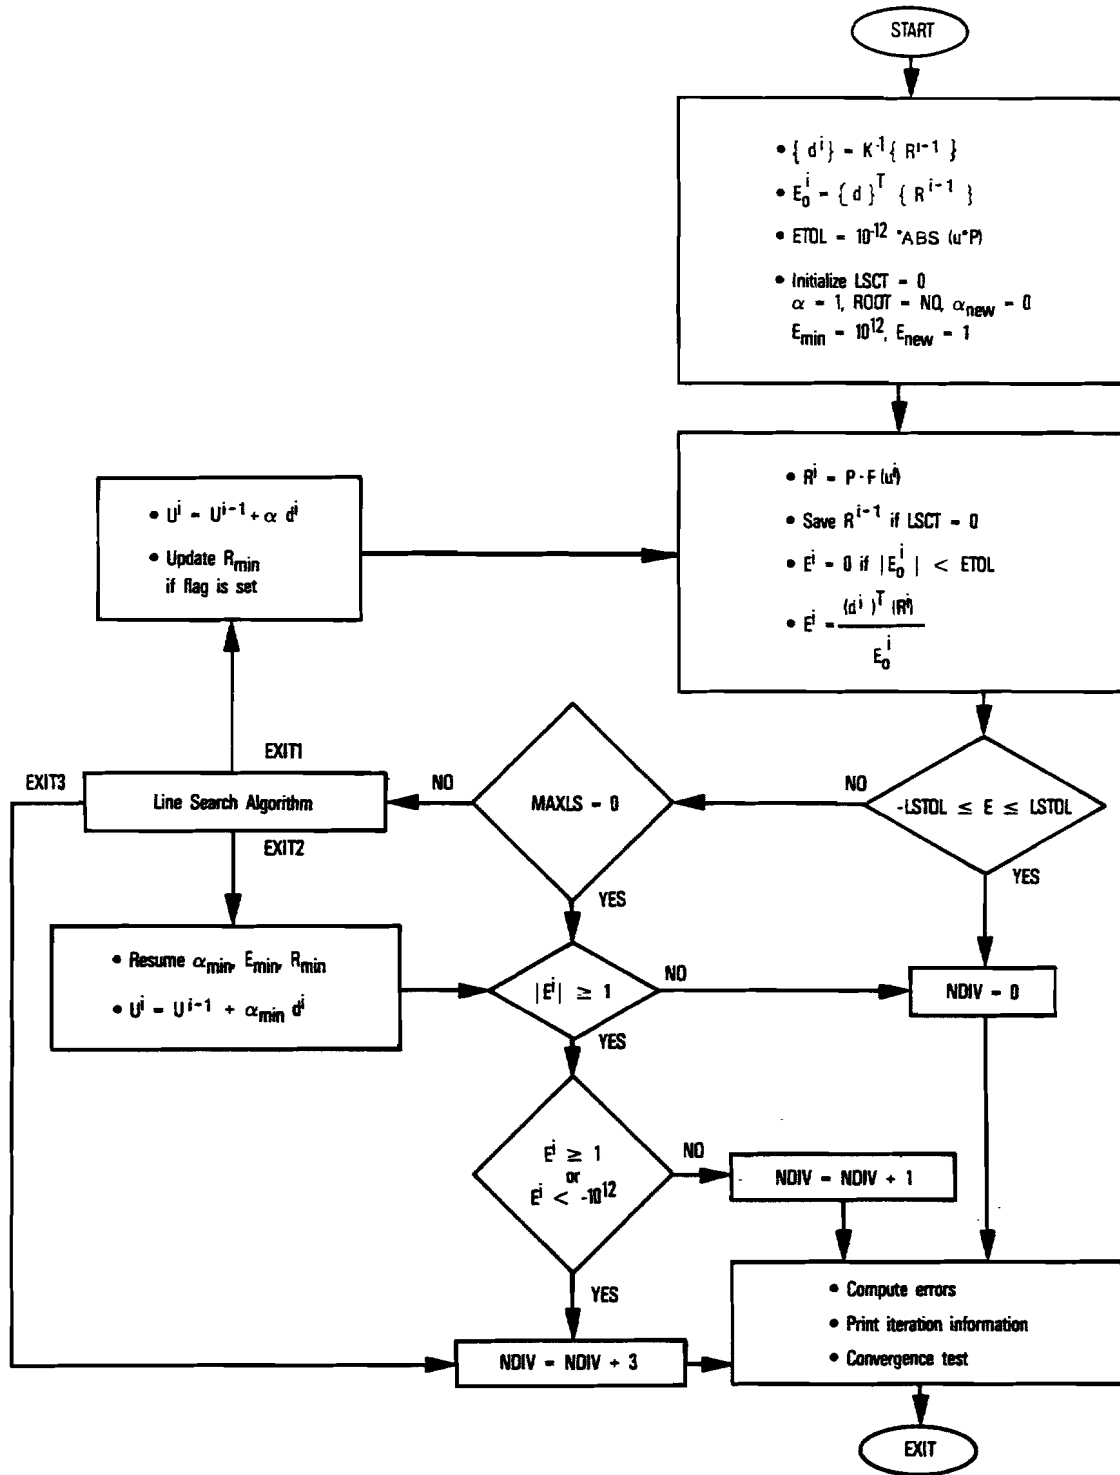 START
• { d^i } = K^-1 { R^i-1 }
• E_o^i = { d }^T { R^i-1 }
• ETOL = 10^-12 *ABS (u*P)
• Initialize LSCT = 0
α = 1, ROOT = NO, α_new = 0
E_min = 10^12, E_new = 1
• U^i = U^i-1 + α d^i
• Update R_min
if flag is set
• R^i = P - F (u^i)
• Save R^i-1 if LSCT = 0
• E^i = 0 if |E_o^i| < ETOL
• E^i = (d^i)^T (R^i) / E_o^i
EXIT3
EXIT1
Line Search Algorithm
EXIT2
NO
MAXLS = 0
NO
-LSTOL ≤ E ≤ LSTOL
YES
YES
• Resume α_min, E_min, R_min
• U^i = U^i-1 + α_min d^i
|E^i| ≥ 1
NO
NDIV = 0
YES
E^i ≥ 1
or
E^i < -10^12
NO
NDIV = NDIV + 1
YES
NDIV = NDIV + 3
• Compute errors
• Print iteration information
• Convergence test
EXIT